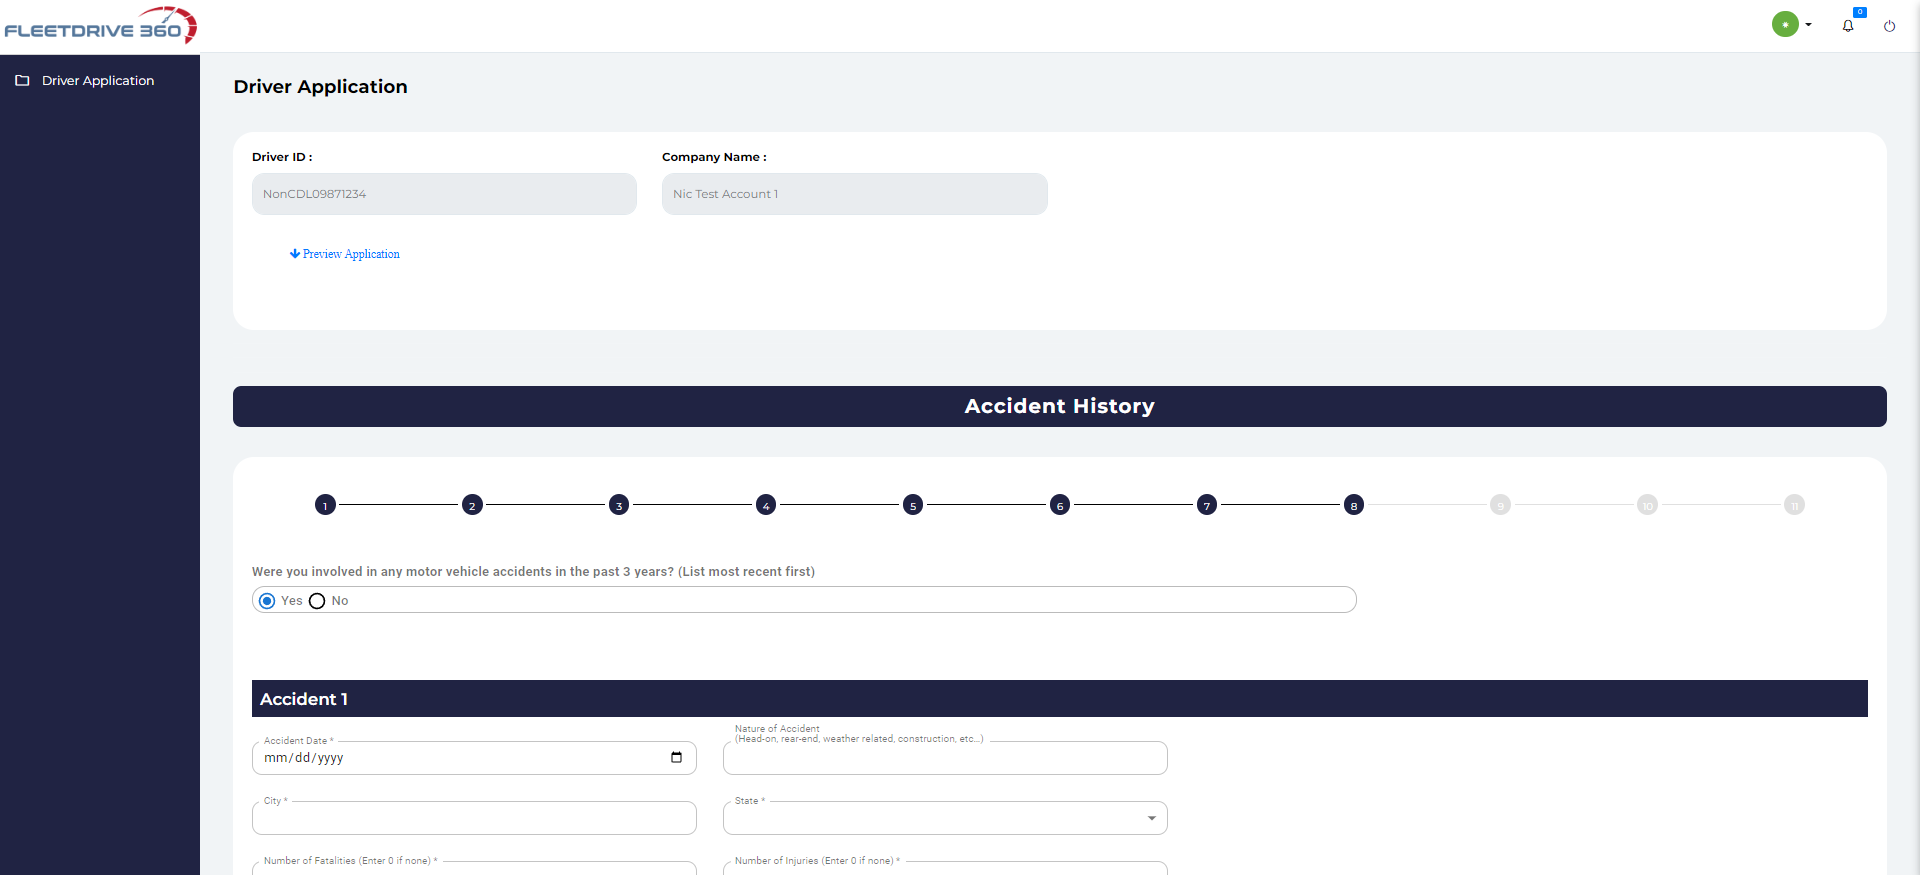 FLEETDRIVE 360
0
Driver Application
Driver Application
Driver ID :
Company Name :
NonCDL09871234
Nic Test Account 1
Preview Application
Accident History
1 2 3 4 5 6 7 8 9 10 11
Were you involved in any motor vehicle accidents in the past 3 years? (List most recent first)
Yes No
Accident 1
Accident Date *
mm/dd/yyyy
Nature of Accident
(Head-on, rear-end, weather related, construction, etc...)
City *
State *
Number of Fatalities (Enter 0 if none) *
Number of Injuries (Enter 0 if none) *